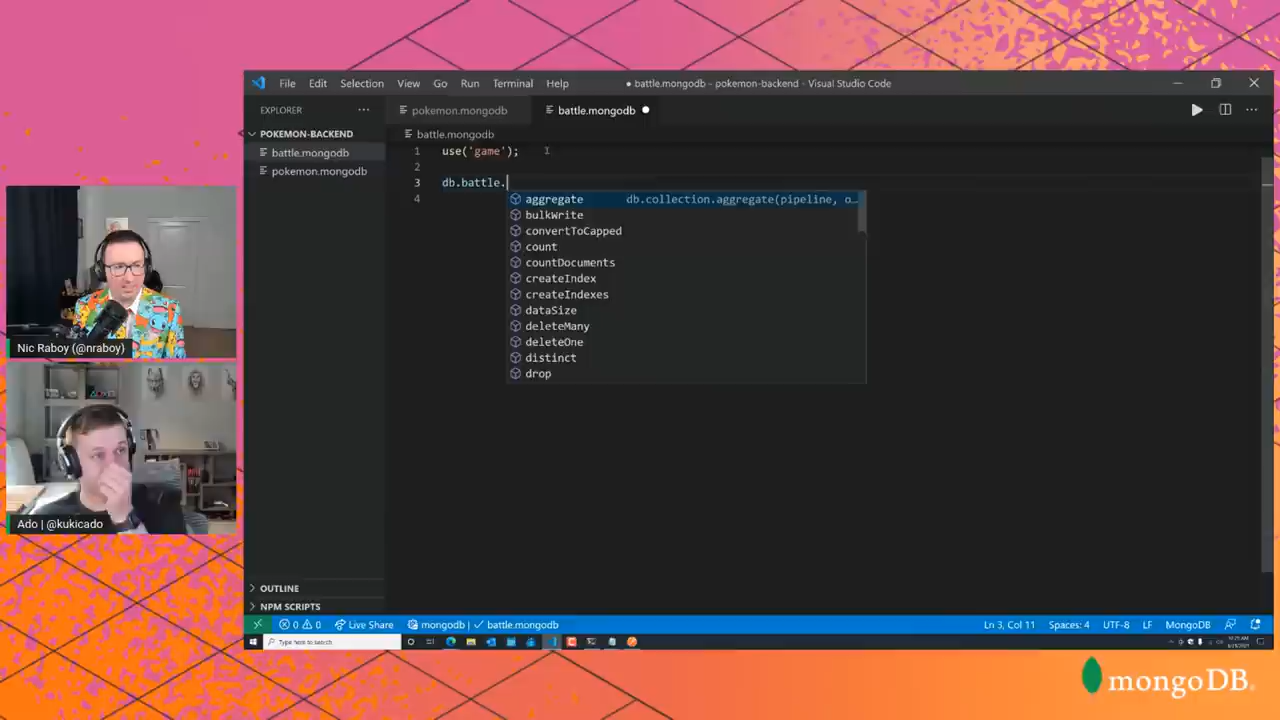 File Edit Selection View Go Run Terminal Help
● battle.mongodb - pokemon-backend - Visual Studio Code
EXPLORER
pokemon.mongodb
battle.mongodb
POKEMON-BACKEND
battle.mongodb
pokemon.mongodb
battle.mongodb
1 use('game');
2
3 db.battle.
4
aggregate db.collection.aggregate(pipeline, o…
bulkWrite
convertToCapped
count
countDocuments
createIndex
createIndexes
dataSize
deleteMany
deleteOne
distinct
drop
Nic Raboy (@nraboy)
Ado | @kukicado
OUTLINE
NPM SCRIPTS
0 0 Live Share mongodb | battle.mongodb
Ln 3, Col 11 Spaces: 4 UTF-8 LF MongoDB
Type here to search
mongoDB.